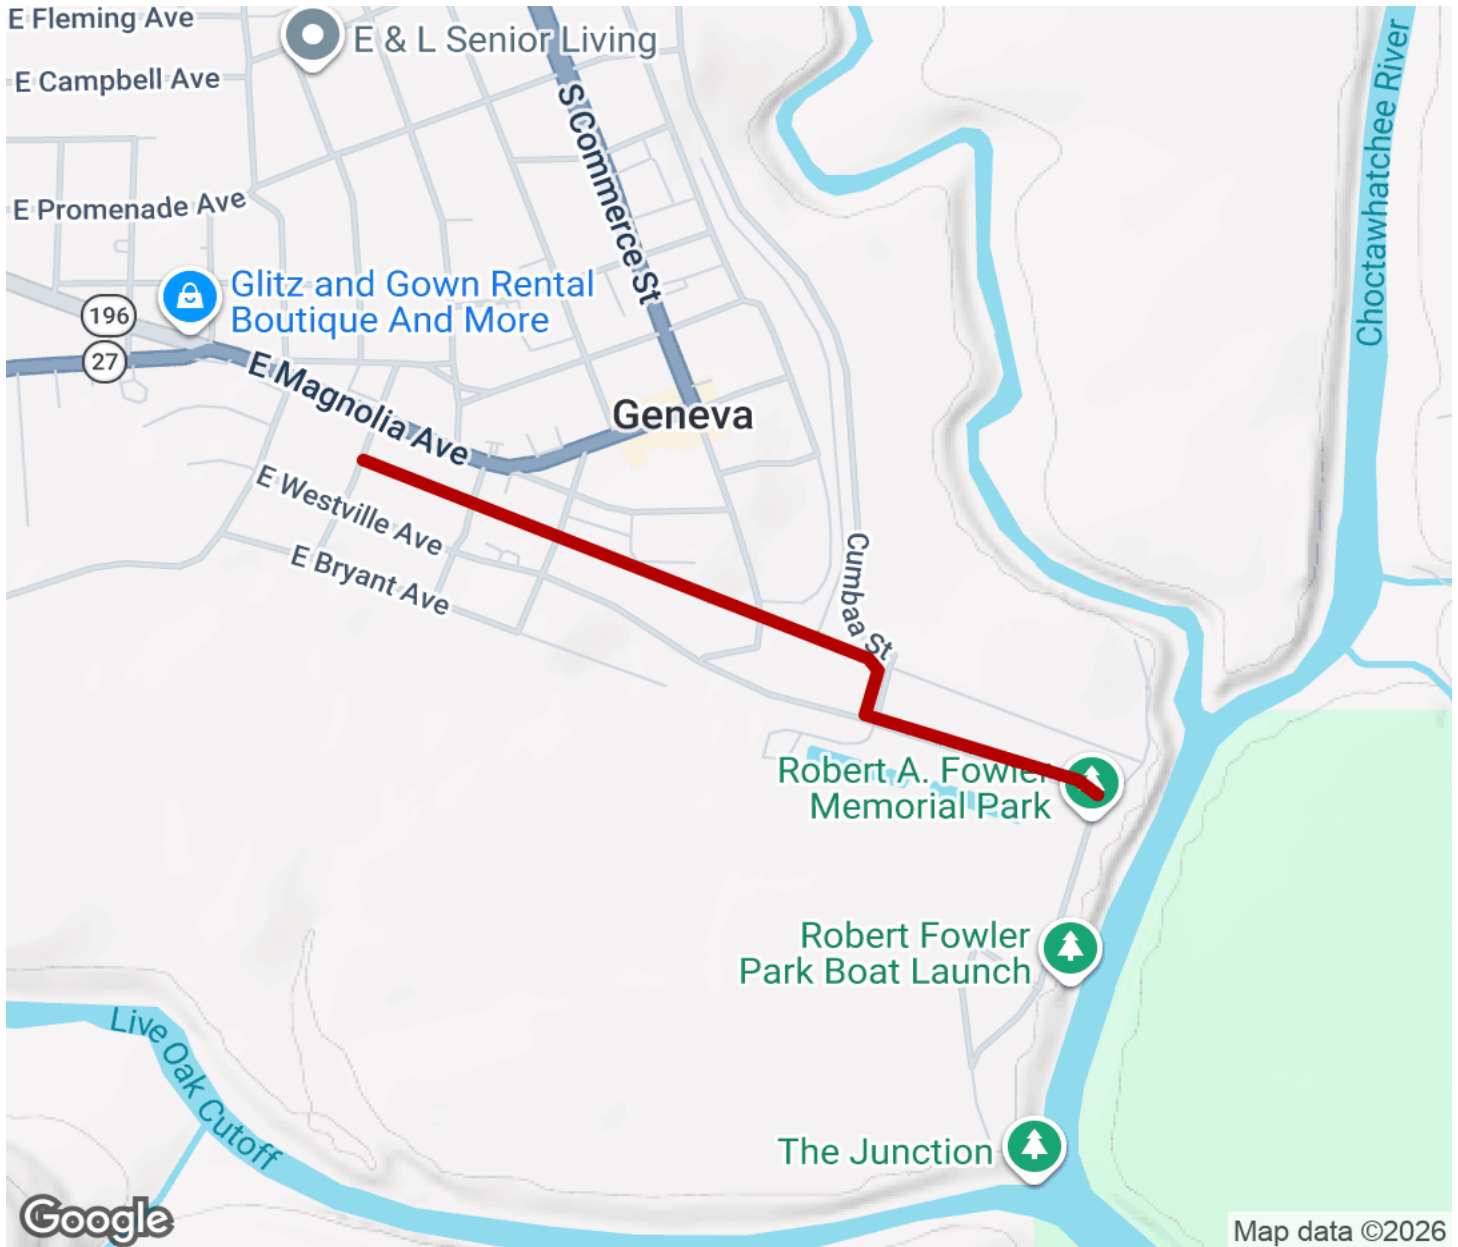 E Fleming Ave
E & L Senior Living
E Campbell Ave
S Commerce St
Choctawhatchee River
E Promenade Ave
Glitz and Gown Rental
Boutique And More
196
27
E Magnolia Ave
Geneva
E Westville Ave
E Bryant Ave
Cumbaa St
Robert A. Fowler
Memorial Park
Robert Fowler
Park Boat Launch
Live Oak Cutoff
The Junction
Google
Map data ©2026